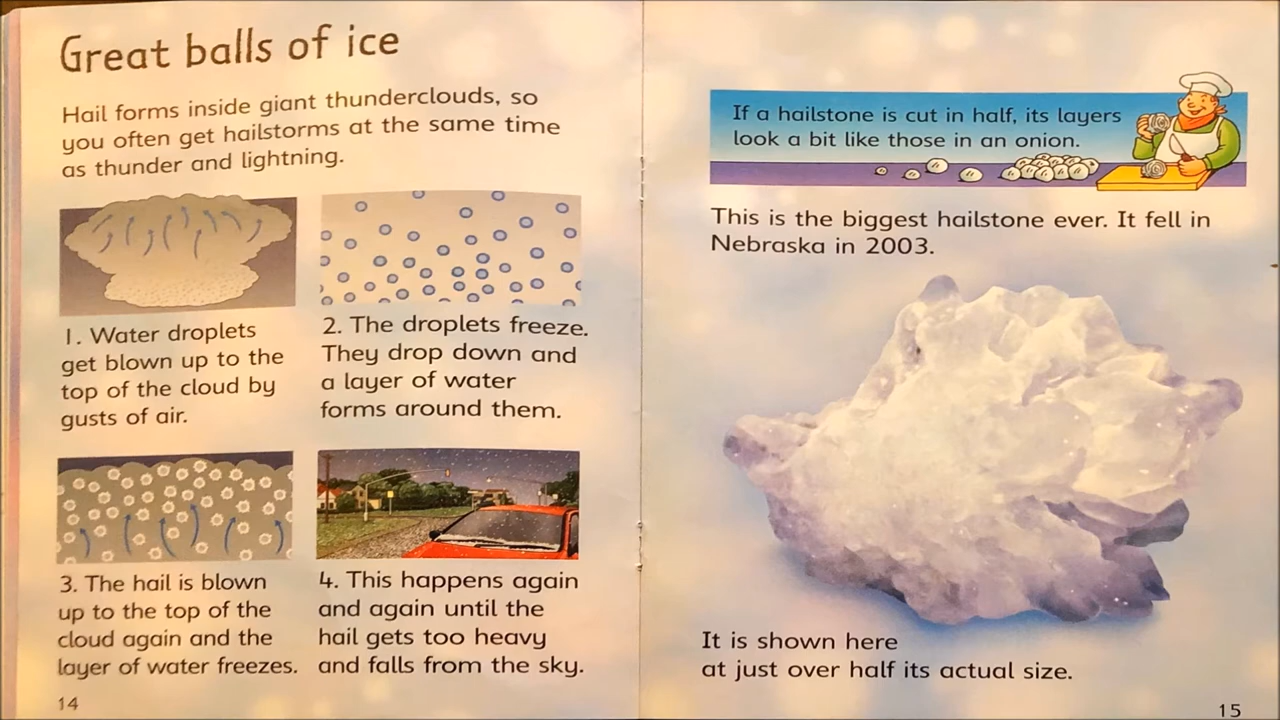 Great balls of ice
Hail forms inside giant thunderclouds, so
you often get hailstorms at the same time
as thunder and lightning.
1. Water droplets
get blown up to the
top of the cloud by
gusts of air.
2. The droplets freeze.
They drop down and
a layer of water
forms around them.
3. The hail is blown
up to the top of the
cloud again and the
layer of water freezes.
4. This happens again
and again until the
hail gets too heavy
and falls from the sky.
14
If a hailstone is cut in half, its layers
look a bit like those in an onion.
This is the biggest hailstone ever. It fell in
Nebraska in 2003.
It is shown here
at just over half its actual size.
15